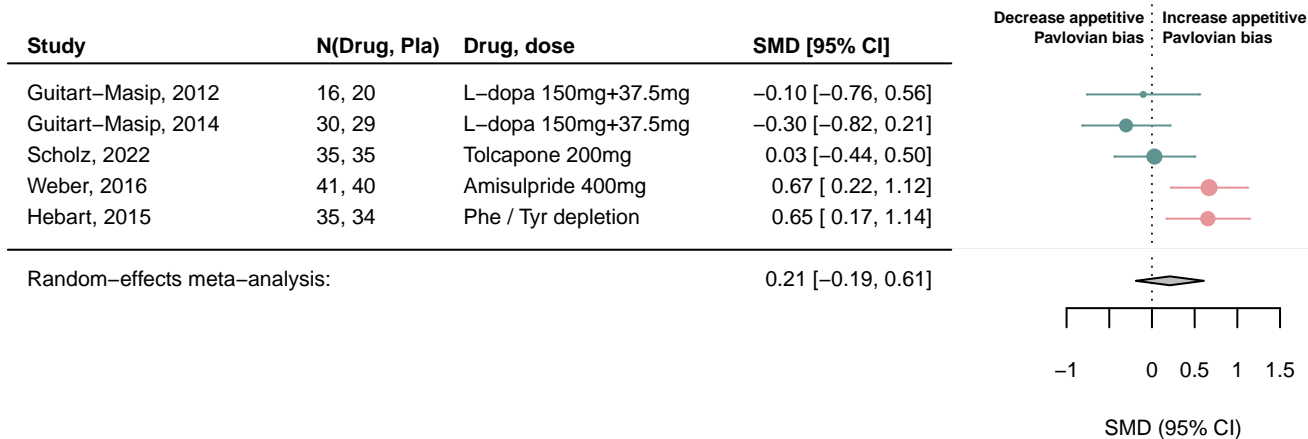 Decrease appetitive Increase appetitive
Pavlovian bias Pavlovian bias
Study N(Drug, Pla) Drug, dose SMD [95% CI]
Guitart−Masip, 2012 16, 20 L−dopa 150mg+37.5mg −0.10 [−0.76, 0.56]
Guitart−Masip, 2014 30, 29 L−dopa 150mg+37.5mg −0.30 [−0.82, 0.21]
Scholz, 2022 35, 35 Tolcapone 200mg 0.03 [−0.44, 0.50]
Weber, 2016 41, 40 Amisulpride 400mg 0.67 [ 0.22, 1.12]
Hebart, 2015 35, 34 Phe / Tyr depletion 0.65 [ 0.17, 1.14]
Random−effects meta−analysis: 0.21 [−0.19, 0.61]
−1 0 0.5 1 1.5
SMD (95% CI)